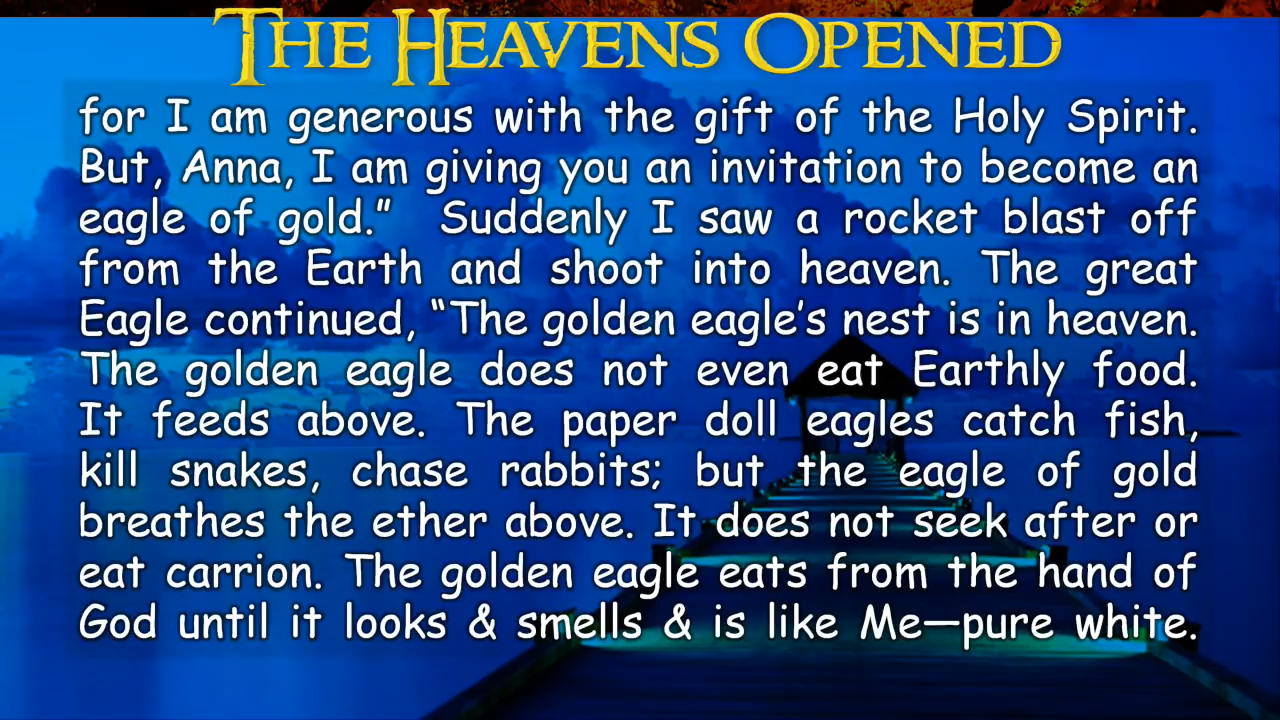 THE HEAVENS OPENED
for I am generous with the gift of the Holy Spirit.
But, Anna, I am giving you an invitation to become an
eagle of gold.” Suddenly I saw a rocket blast off
from the Earth and shoot into heaven. The great
Eagle continued, “The golden eagle’s nest is in heaven.
The golden eagle does not even eat Earthly food.
It feeds above. The paper doll eagles catch fish,
kill snakes, chase rabbits; but the eagle of gold
breathes the ether above. It does not seek after or
eat carrion. The golden eagle eats from the hand of
God until it looks & smells & is like Me—pure white.